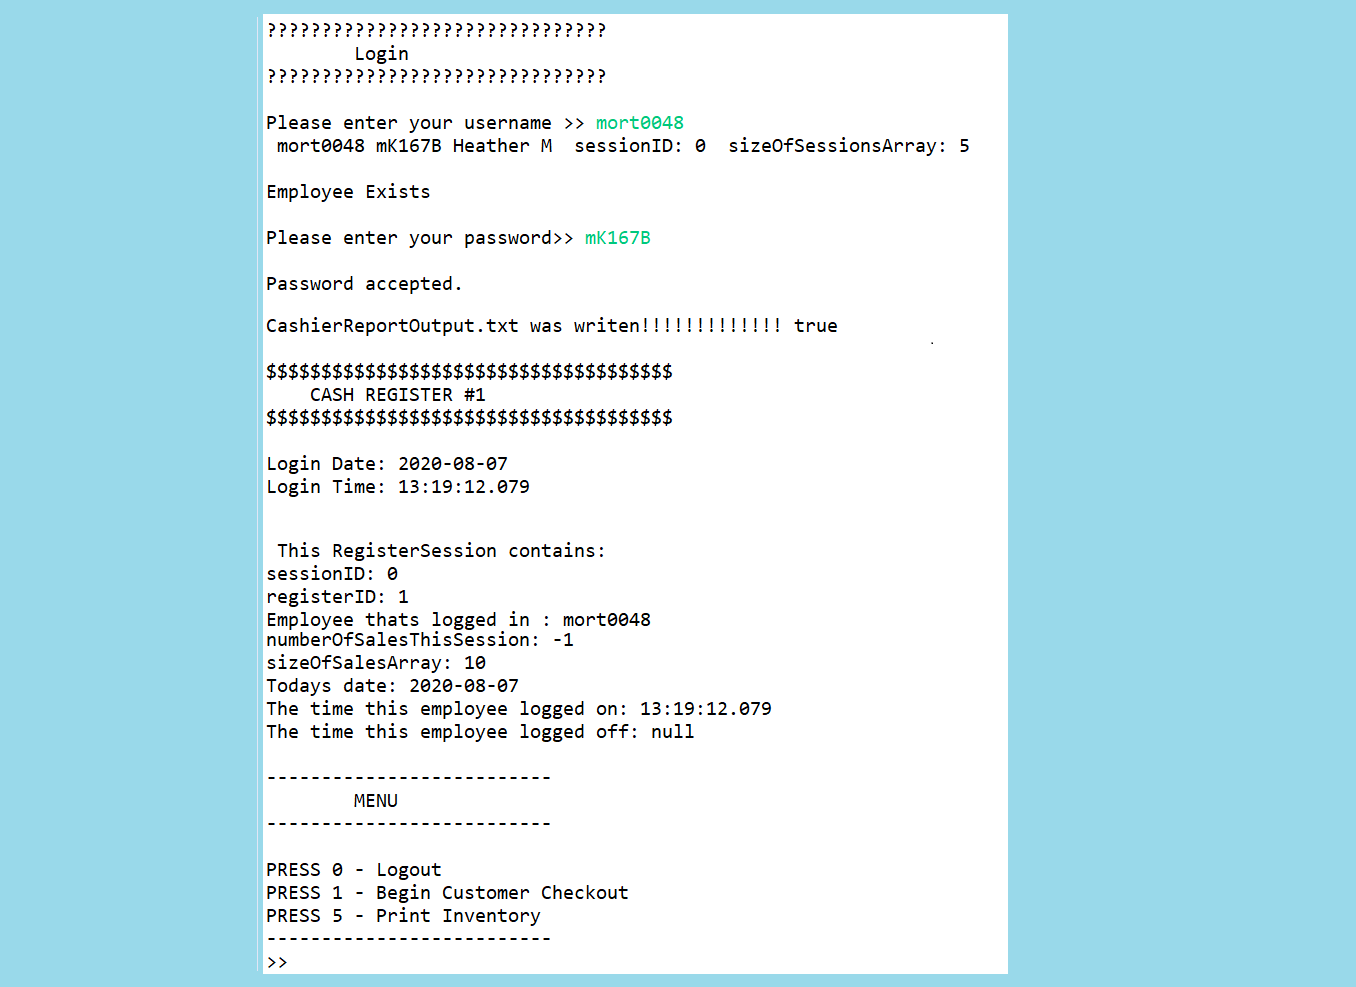 ???????????????????????????????
Login
???????????????????????????????
Please enter your username >> mort0048
mort0048 mK167B Heather M  sessionID: 0  sizeOfSessionsArray: 5
Employee Exists
Please enter your password>> mK167B
Password accepted.
CashierReportOutput.txt was writen!!!!!!!!!!!!! true
$$$$$$$$$$$$$$$$$$$$$$$$$$$$$$$$$$$$$
CASH REGISTER #1
$$$$$$$$$$$$$$$$$$$$$$$$$$$$$$$$$$$$$
Login Date: 2020-08-07
Login Time: 13:19:12.079
This RegisterSession contains:
sessionID: 0
registerID: 1
Employee thats logged in : mort0048
numberOfSalesThisSession: -1
sizeOfSalesArray: 10
Todays date: 2020-08-07
The time this employee logged on: 13:19:12.079
The time this employee logged off: null
--------------------------
MENU
--------------------------
PRESS 0 - Logout
PRESS 1 - Begin Customer Checkout
PRESS 5 - Print Inventory
--------------------------
>>